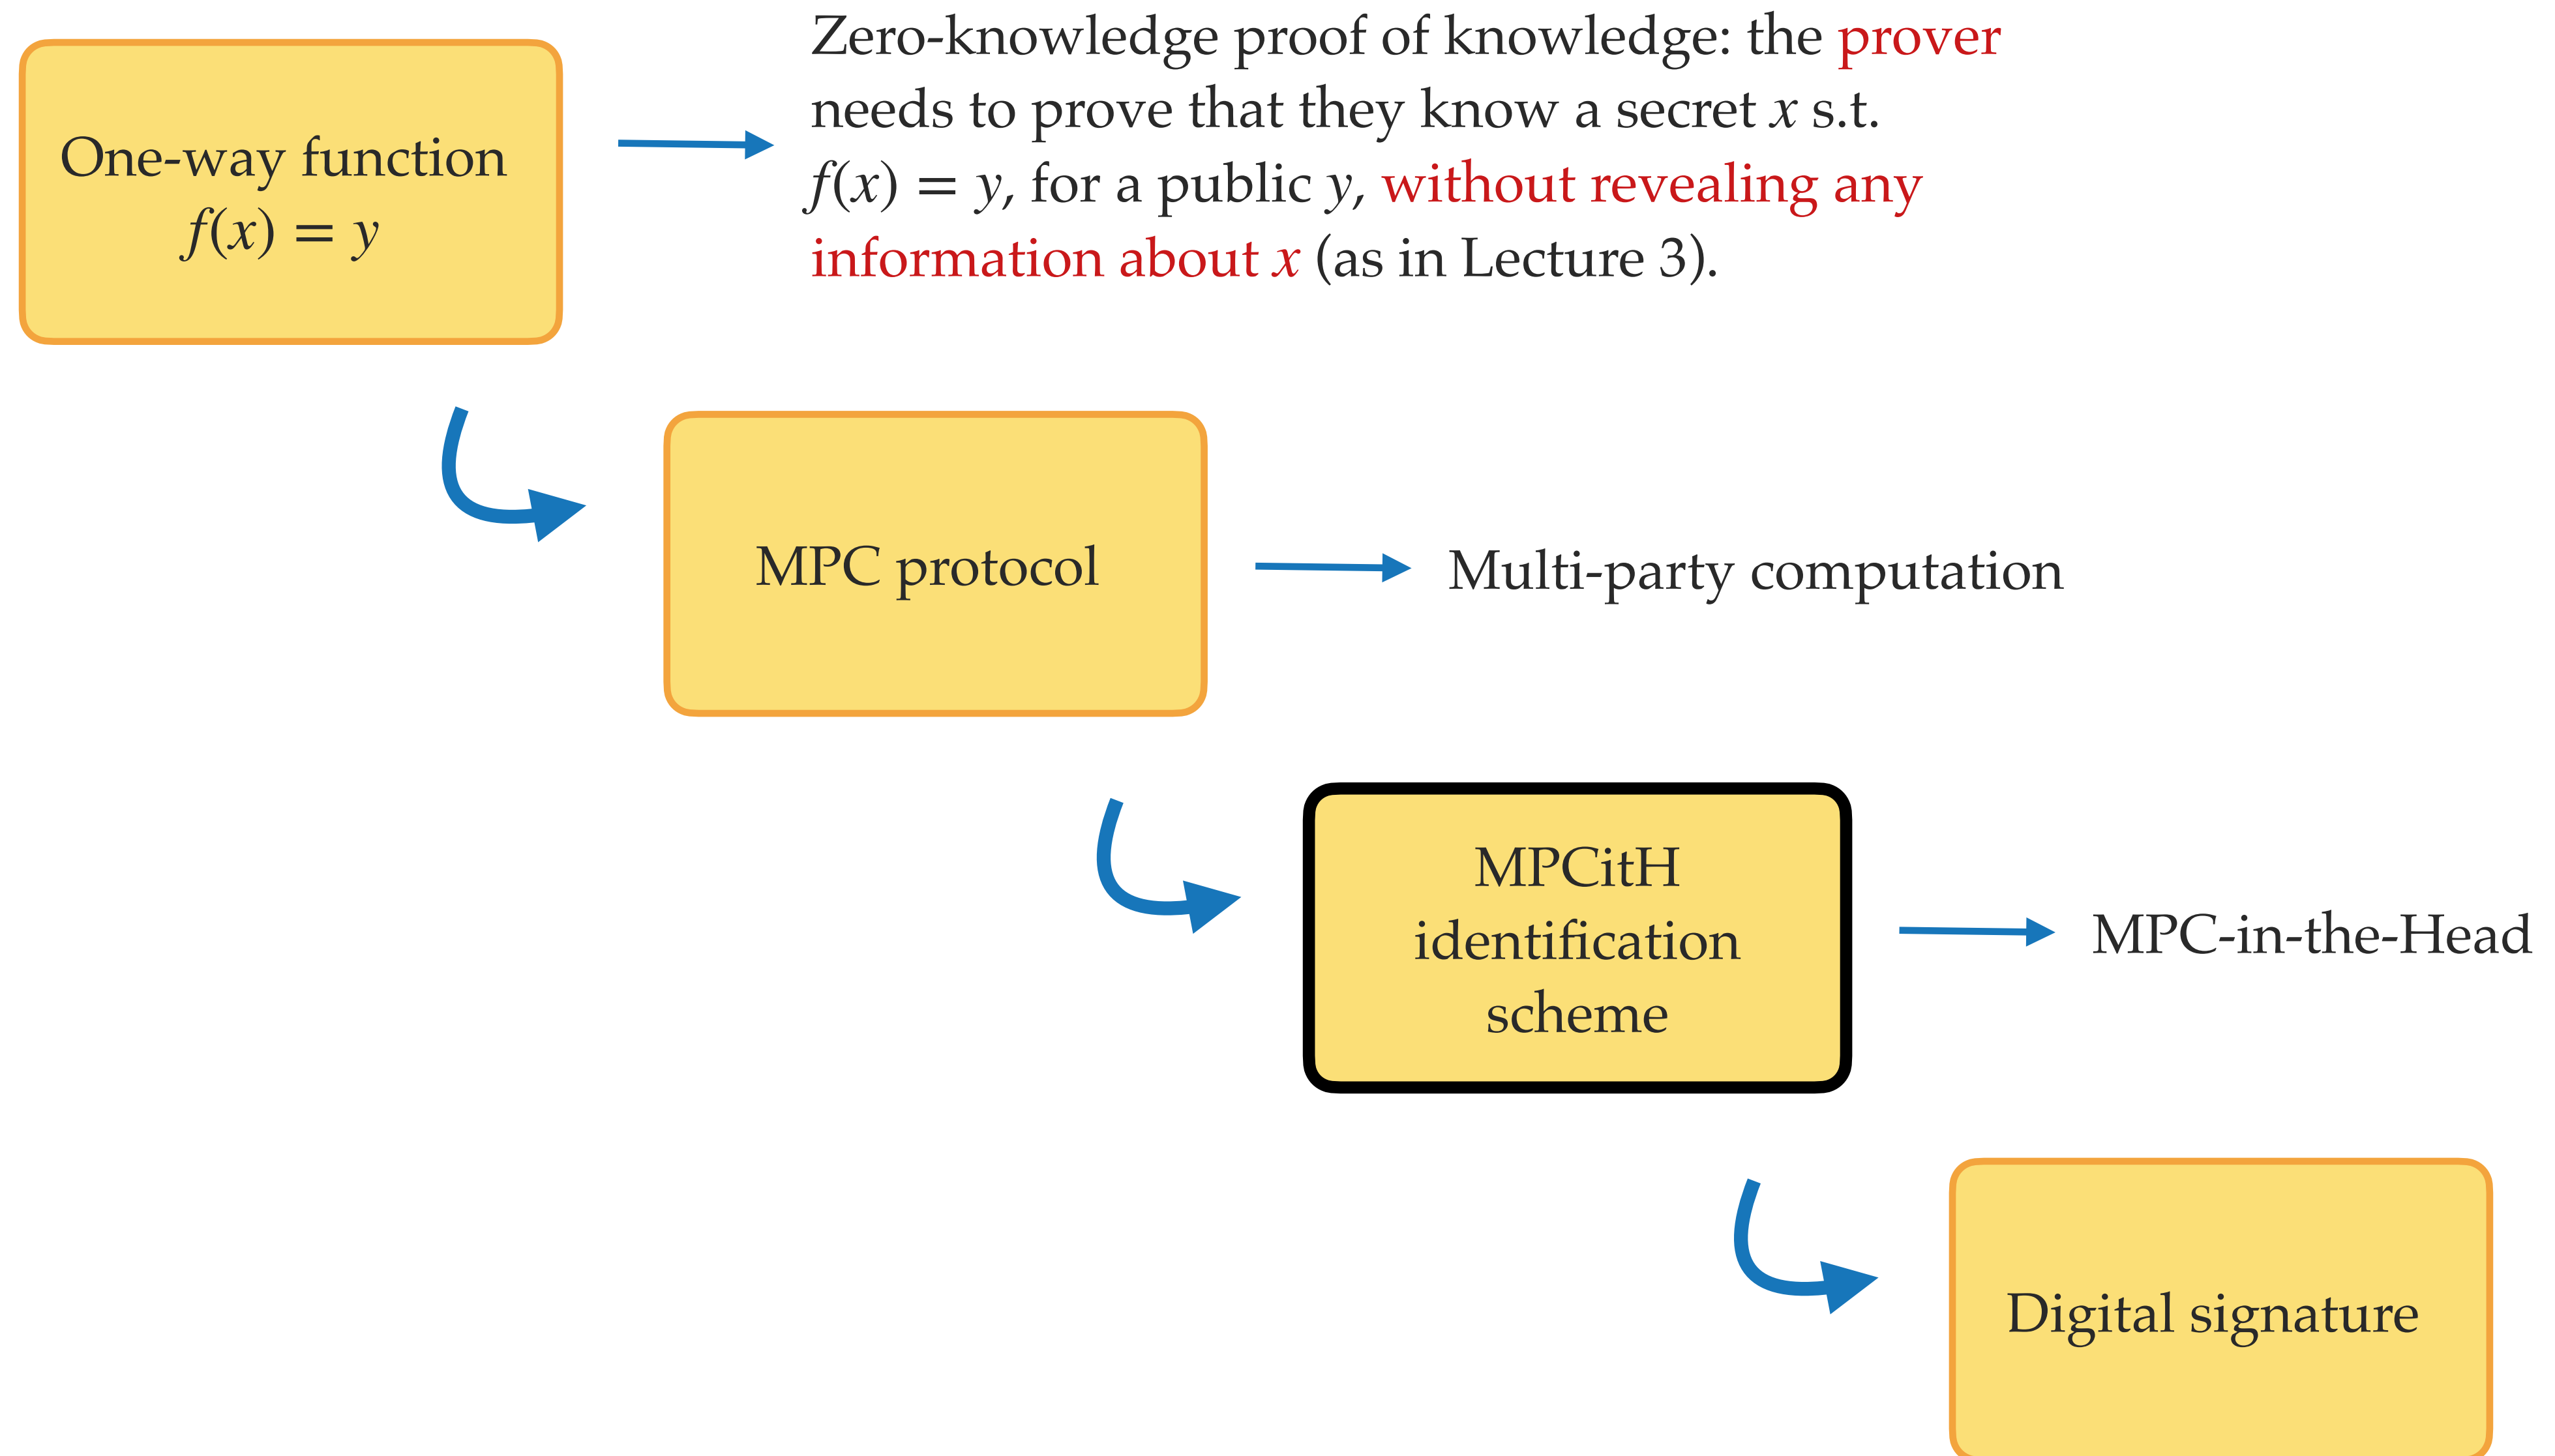 One-way function
f(x) = y
Zero-knowledge proof of knowledge: the prover
needs to prove that they know a secret x s.t.
f(x) = y, for a public y, without revealing any
information about x (as in Lecture 3).
MPC protocol
Multi-party computation
MPCitH
identification
scheme
MPC-in-the-Head
Digital signature